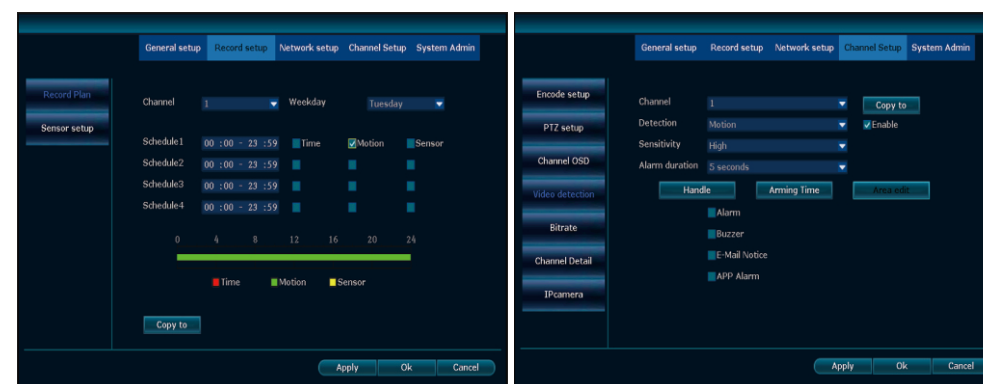 General setup Record setup Network setup Channel Setup System Admin
Record Plan
Sensor setup
Channel 1 Weekday Tuesday
Schedule1 00 :00 - 23 :59 Time Motion Sensor
Schedule2 00 :00 - 23 :59
Schedule3 00 :00 - 23 :59
Schedule4 00 :00 - 23 :59
0 4 8 12 16 20 24
Time Motion Sensor
Copy to
Apply Ok Cancel
General setup Record setup Network setup Channel Setup System Admin
Encode setup
PTZ setup
Channel OSD
Video detection
Bitrate
Channel Detail
IPcamera
Channel 1 Copy to
Detection Motion Enable
Sensitivity High
Alarm duration 5 seconds
Handle Arming Time Area edit
Alarm
Buzzer
E-Mail Notice
APP Alarm
Apply Ok Cancel